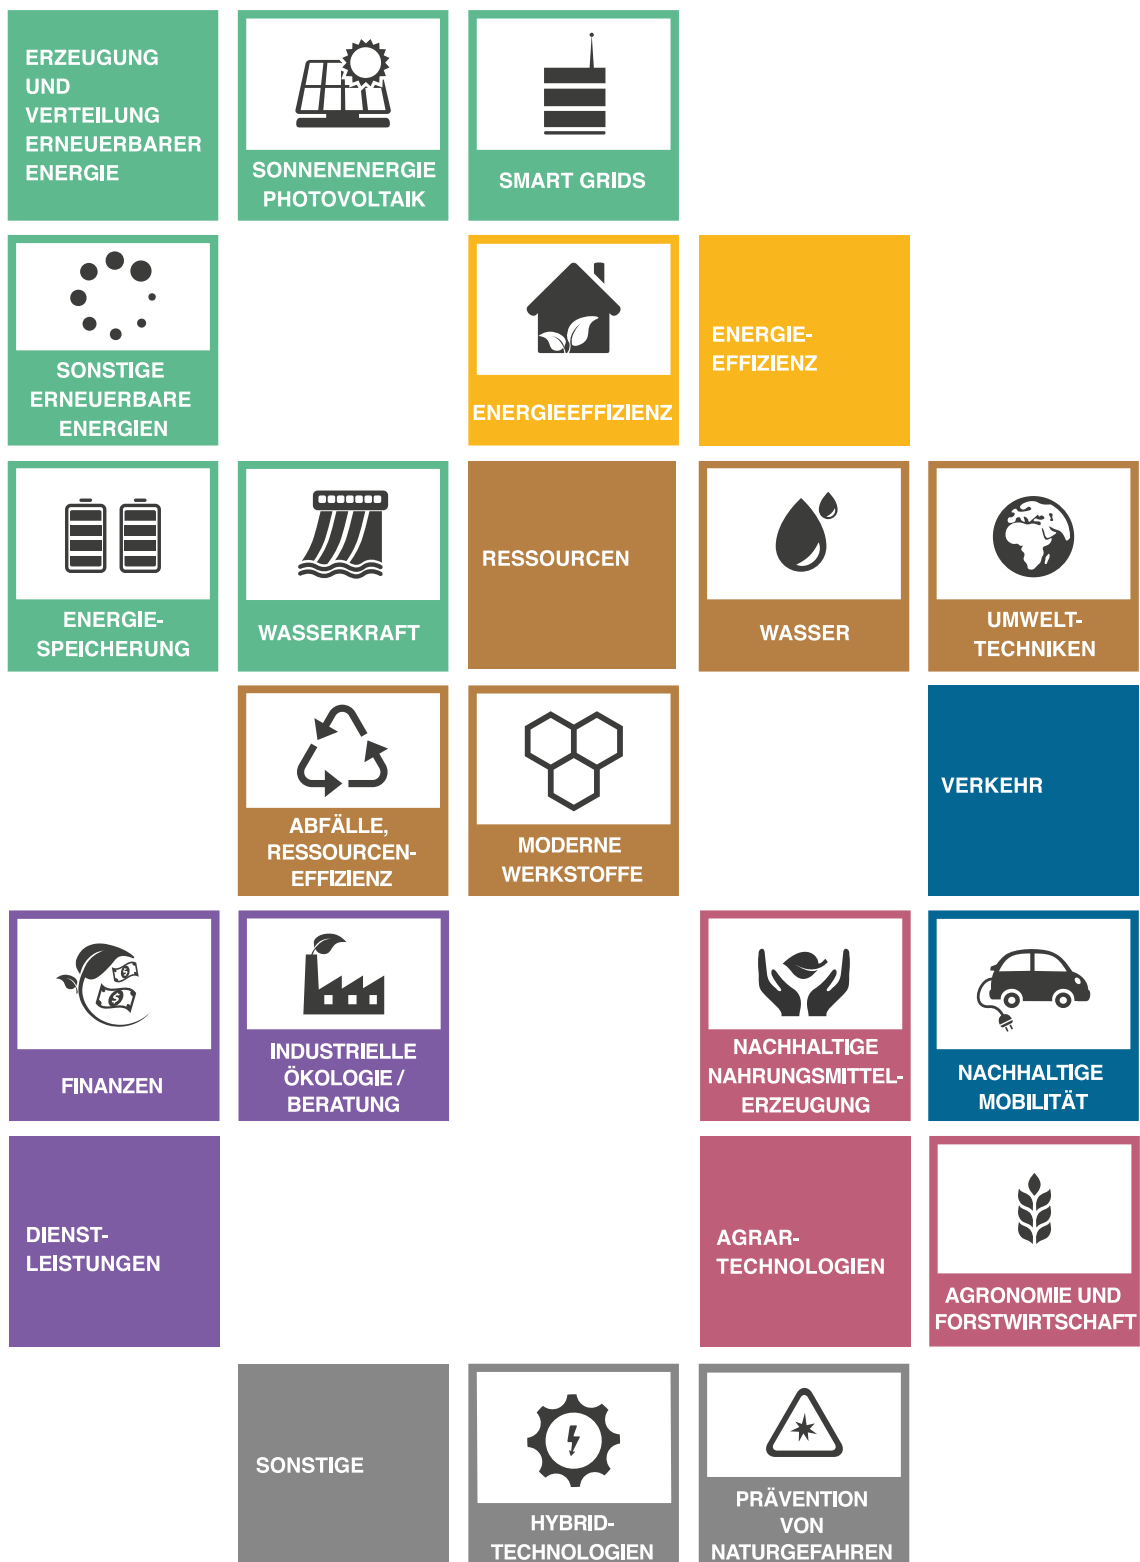 ERZEUGUNG
UND
VERTEILUNG
ERNEUERBARER
ENERGIE
SONNENENERGIE
PHOTOVOLTAIK
SMART GRIDS
SONSTIGE
ERNEUERBARE
ENERGIEN
ENERGIEEFFIZIENZ
ENERGIE-
EFFIZIENZ
ENERGIE-
SPEICHERUNG
WASSERKRAFT
RESSOURCEN
WASSER
UMWELT-
TECHNIKEN
ABFÄLLE,
RESSOURCEN-
EFFIZIENZ
MODERNE
WERKSTOFFE
VERKEHR
FINANZEN
INDUSTRIELLE
ÖKOLOGIE /
BERATUNG
NACHHALTIGE
NAHRUNGSMITTEL-
ERZEUGUNG
NACHHALTIGE
MOBILITÄT
DIENST-
LEISTUNGEN
AGRAR-
TECHNOLOGIEN
AGRONOMIE UND
FORSTWIRTSCHAFT
SONSTIGE
HYBRID-
TECHNOLOGIEN
PRÄVENTION
VON
NATURGEFAHREN